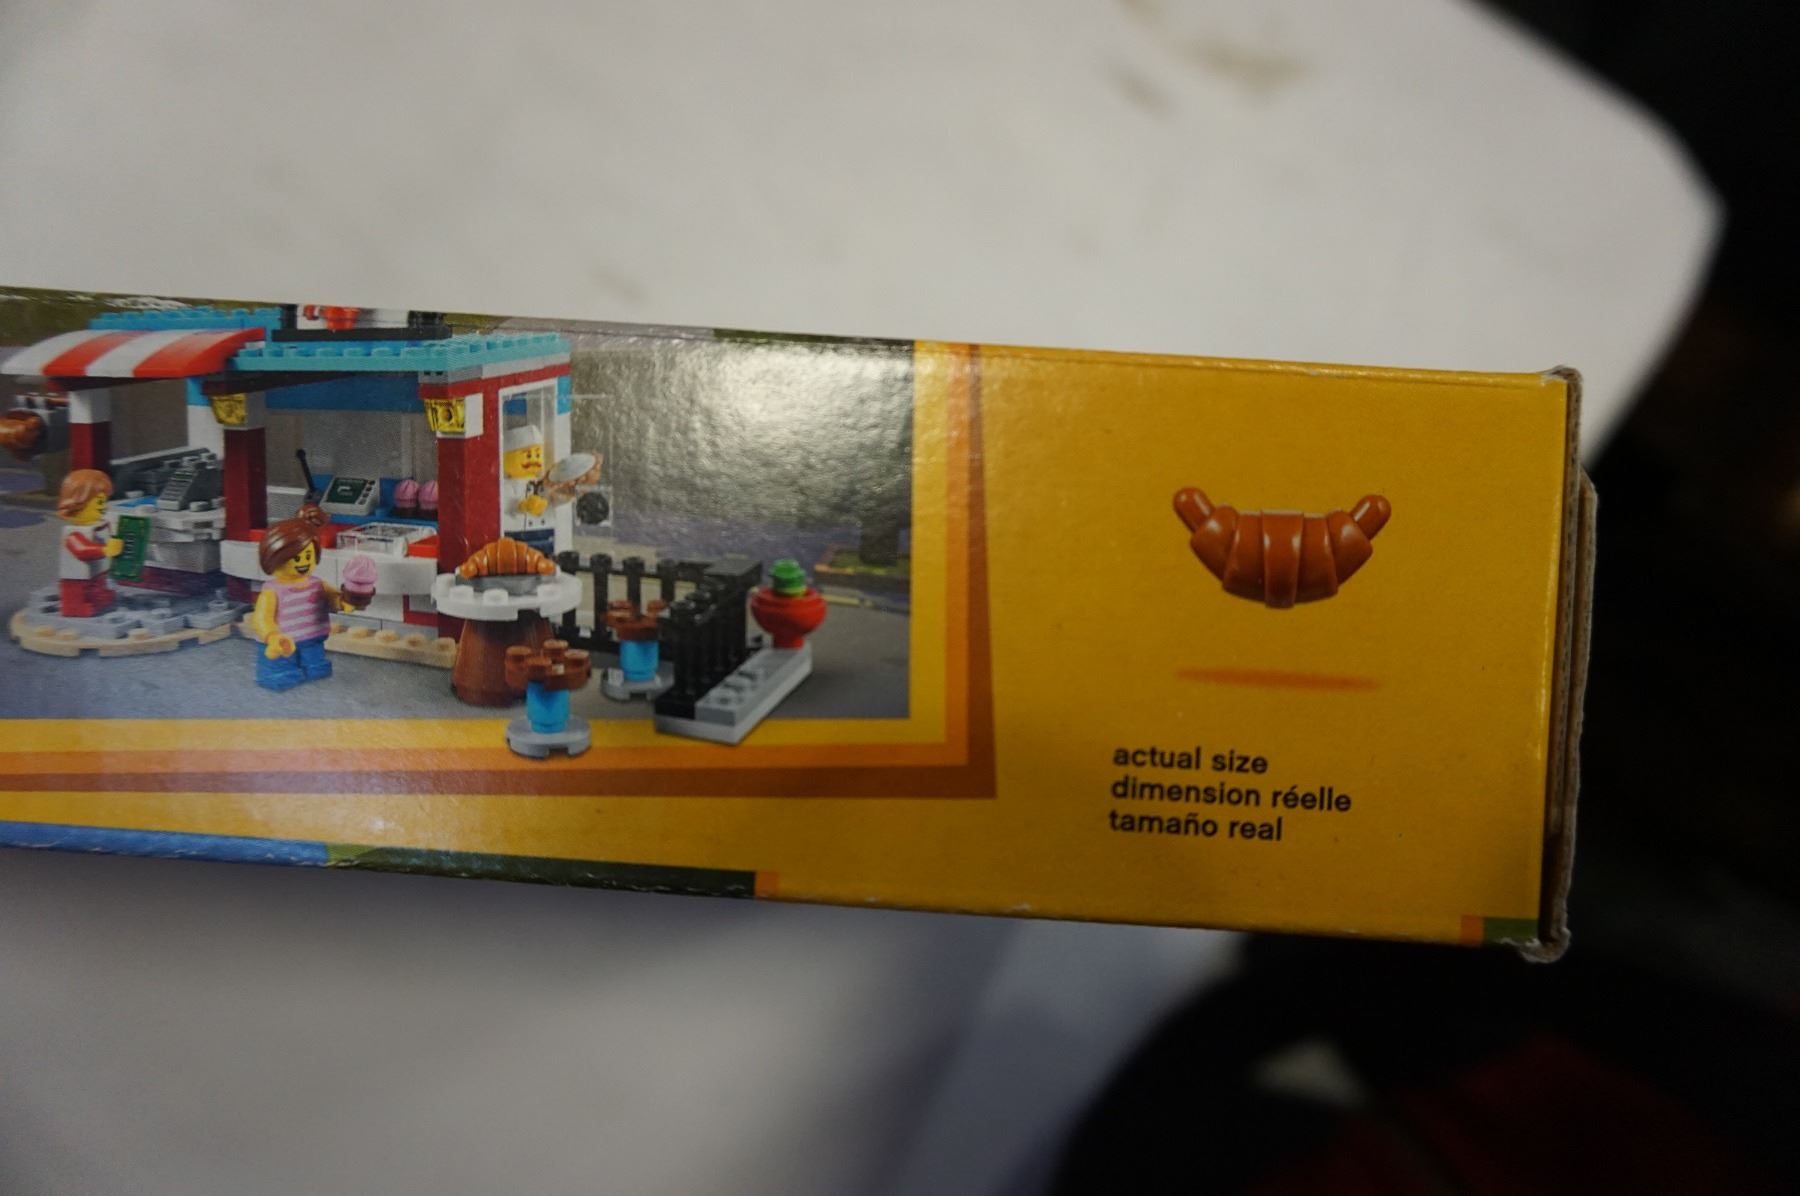 actual size
dimension réelle
tamaño real